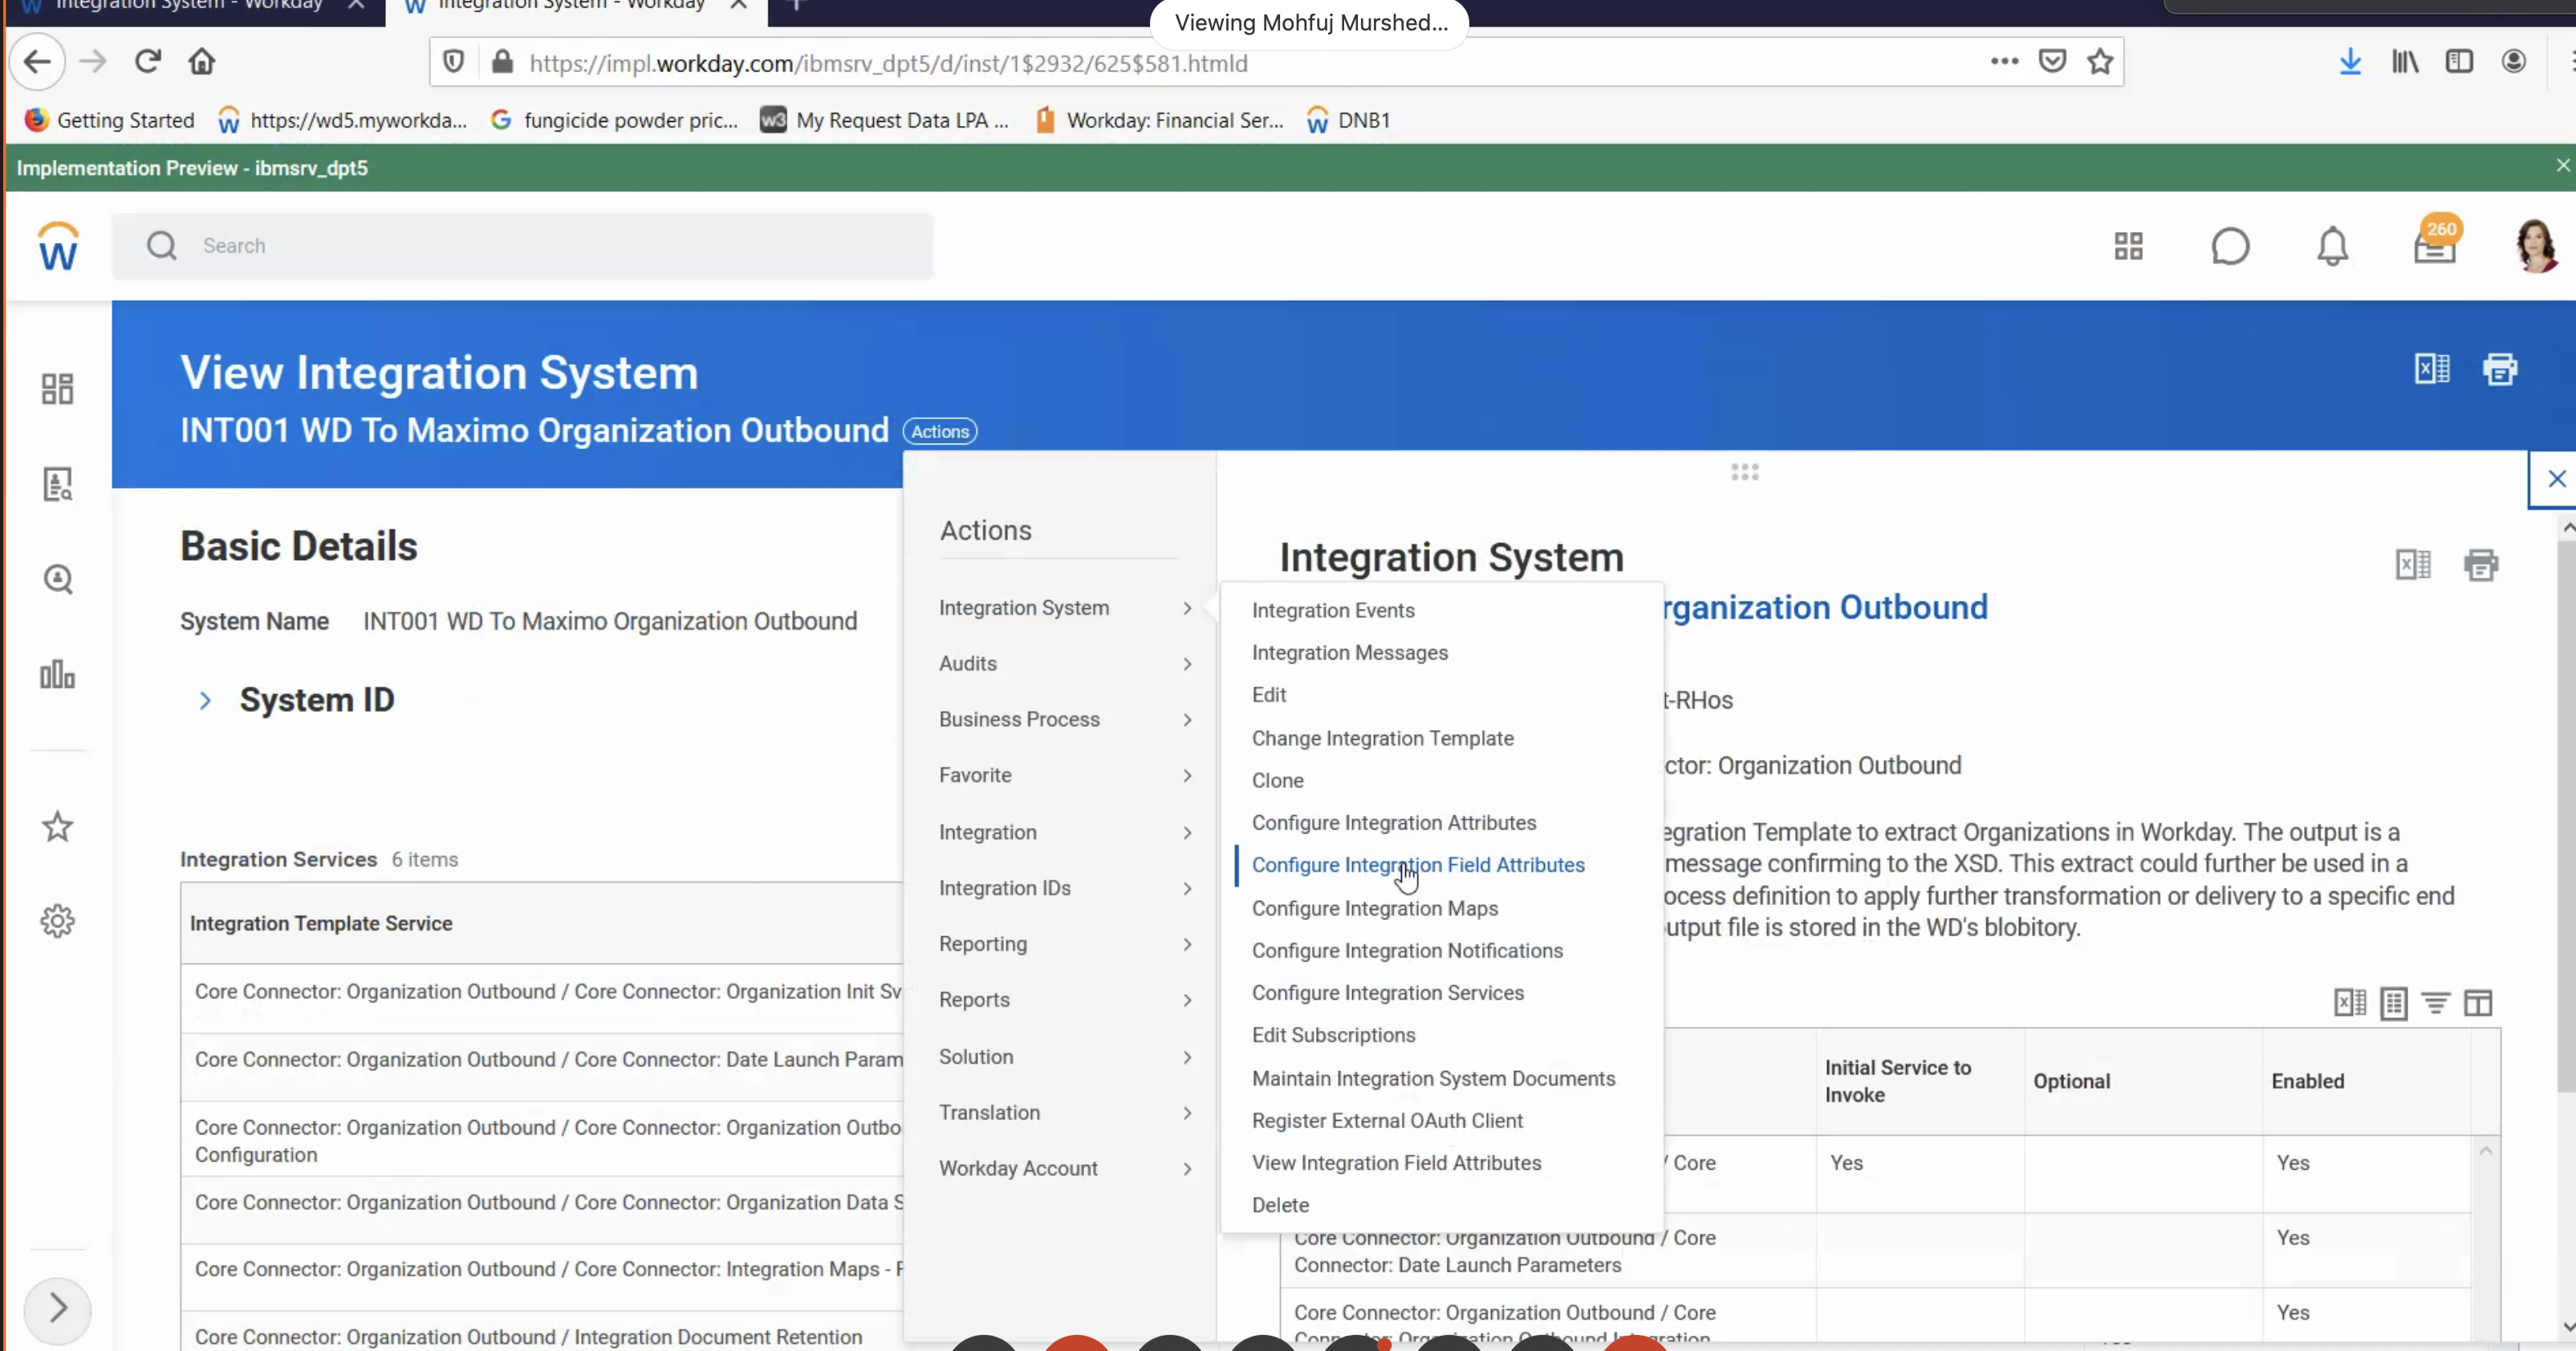 Integration System - Workday
Integration System - Workday
Viewing Mohfuj Murshed...
https://impl.workday.com/ibmsrv_dpt5/d/inst/1$2932/625$581.htmld
Getting Started
https://wd5.myworkda...
fungicide powder pric...
w3
My Request Data LPA ...
Workday: Financial Ser...
DNB1
Implementation Preview - ibmsrv_dpt5
Search
260
View Integration System
INT001 WD To Maximo Organization Outbound Actions
Basic Details
System Name INT001 WD To Maximo Organization Outbound
System ID
Integration Services 6 items
Integration Template Service
Core Connector: Organization Outbound / Core Connector: Organization Init Sv
Core Connector: Organization Outbound / Core Connector: Date Launch Param
Core Connector: Organization Outbound / Core Connector: Organization Outbo
Configuration
Core Connector: Organization Outbound / Core Connector: Organization Data S
Core Connector: Organization Outbound / Core Connector: Integration Maps - F
Core Connector: Organization Outbound / Integration Document Retention
Actions
Integration System
Audits
Business Process
Favorite
Integration
Integration IDs
Reporting
Reports
Solution
Translation
Workday Account
Integration Events
Integration Messages
Edit
Change Integration Template
Clone
Configure Integration Attributes
Configure Integration Field Attributes
Configure Integration Maps
Configure Integration Notifications
Configure Integration Services
Edit Subscriptions
Maintain Integration System Documents
Register External OAuth Client
View Integration Field Attributes
Delete
Integration System
rganization Outbound
t-RHos
ctor: Organization Outbound
egration Template to extract Organizations in Workday. The output is a
message confirming to the XSD. This extract could further be used in a
ocess definition to apply further transformation or delivery to a specific end
utput file is stored in the WD's blobitory.
Initial Service to
Invoke
Optional
Enabled
/ Core
Yes
Yes
Core Connector: Organization Outbound / Core
Connector: Date Launch Parameters
Yes
Core Connector: Organization Outbound / Core
Connector: Organization Outbound Integration
Yes